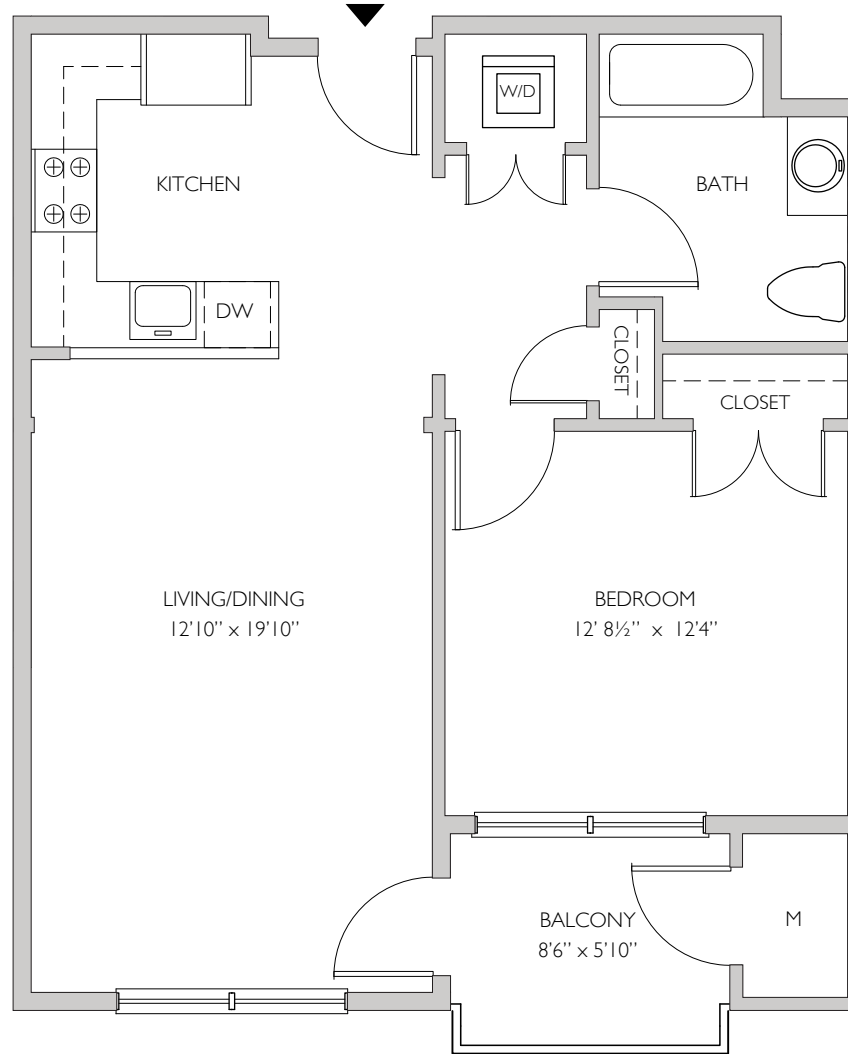 W/D
KITCHEN
BATH
DW
CLOSET
CLOSET
LIVING/DINING
12'10'' x 19'10''
BEDROOM
12' 8½'' x 12'4''
BALCONY
8'6'' x 5'10''
M